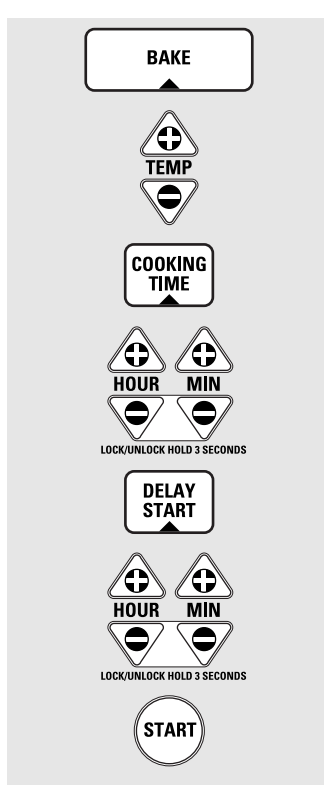 BAKE
TEMP
COOKING
TIME
HOUR MIN
LOCK/UNLOCK HOLD 3 SECONDS
DELAY
START
HOUR MIN
LOCK/UNLOCK HOLD 3 SECONDS
START